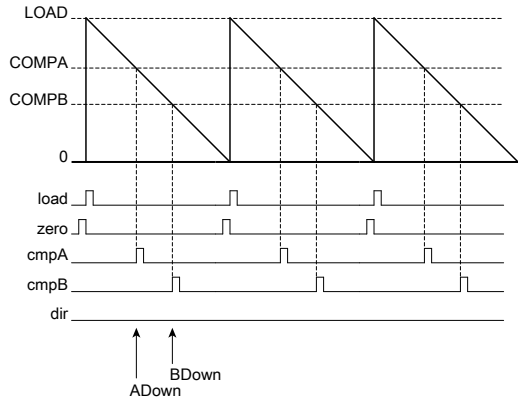 LOAD
COMPA
COMPB
0
load
zero
cmpA
cmpB
dir
BDown
ADown